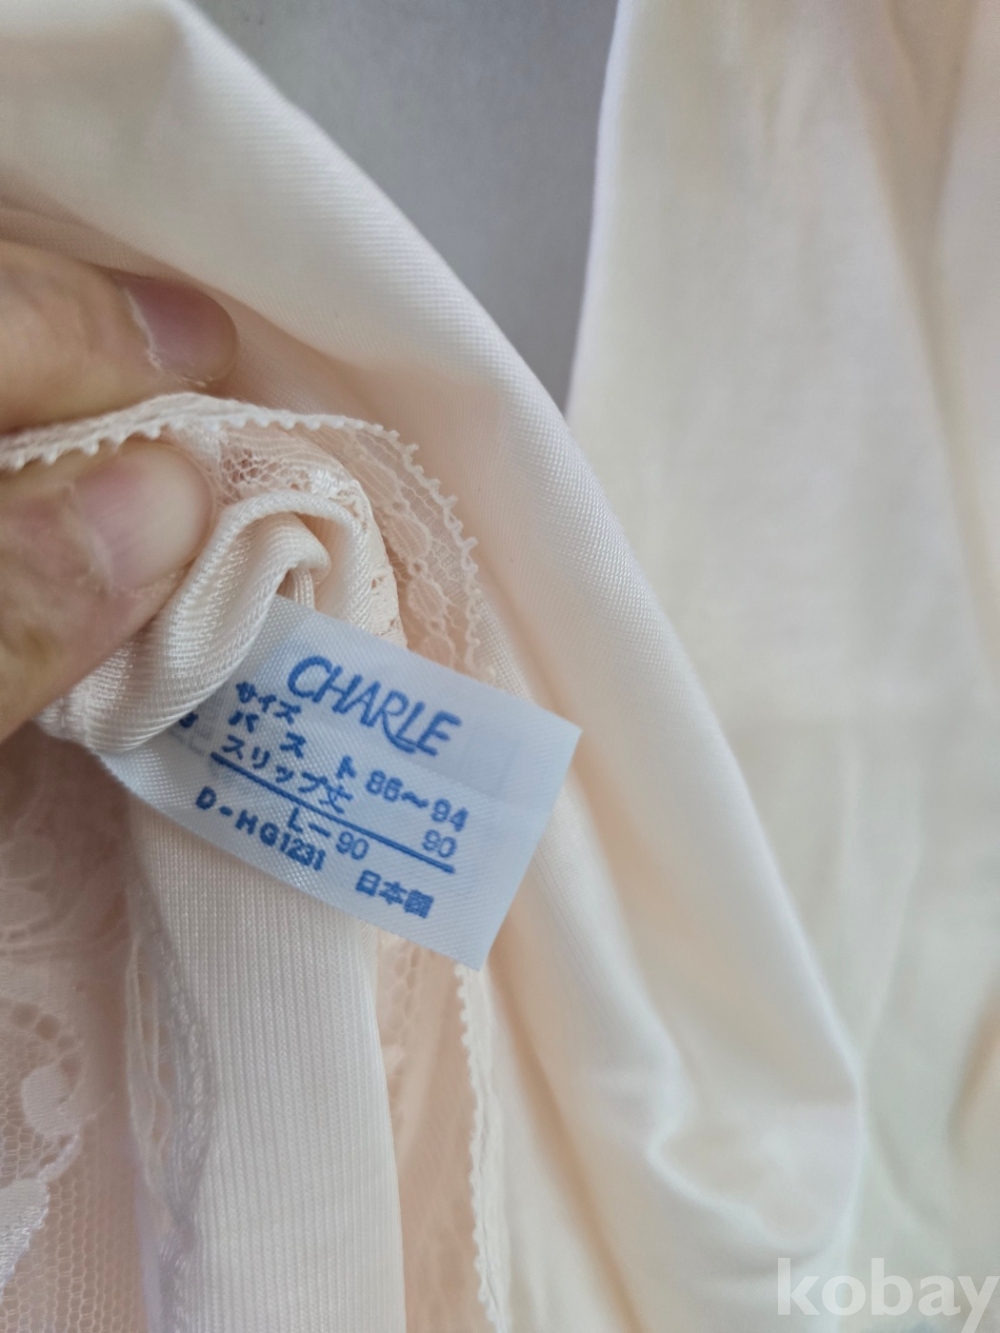 CHARLE
サイズ
バスト 86～94
スリップ丈 90
L-90
D-HG1231 日本製
kobay